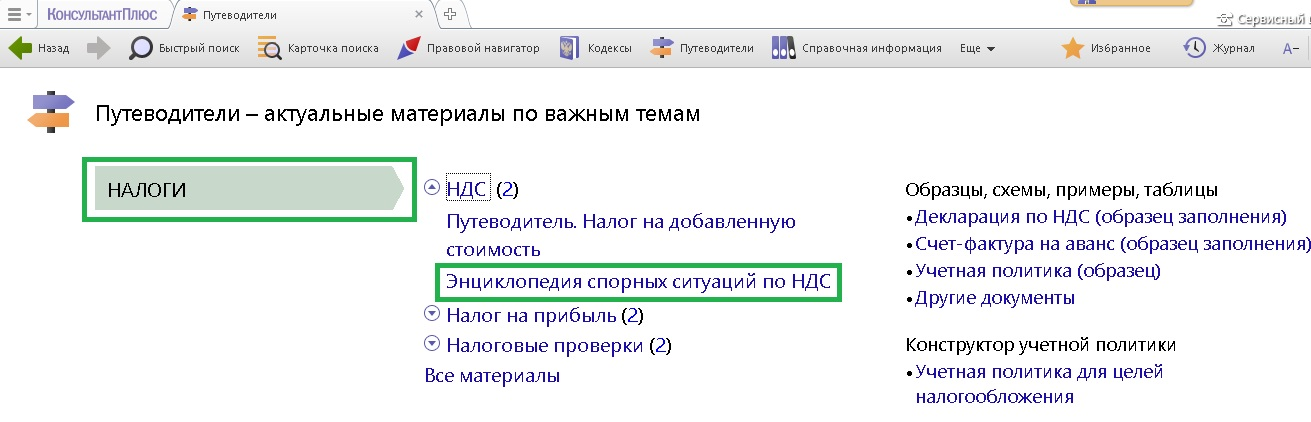 КонсультантПлюс Путеводители
Сервисный
Назад Быстрый поиск Карточка поиска Правовой навигатор Кодексы Путеводители Справочная информация Еще Избранное Журнал А–
Путеводители – актуальные материалы по важным темам
НАЛОГИ
НДС (2)
Путеводитель. Налог на добавленную
стоимость
Энциклопедия спорных ситуаций по НДС
Налог на прибыль (2)
Налоговые проверки (2)
Все материалы
Образцы, схемы, примеры, таблицы
•Декларация по НДС (образец заполнения)
•Счет-фактура на аванс (образец заполнения)
•Учетная политика (образец)
•Другие документы
Конструктор учетной политики
•Учетная политика для целей
налогообложения